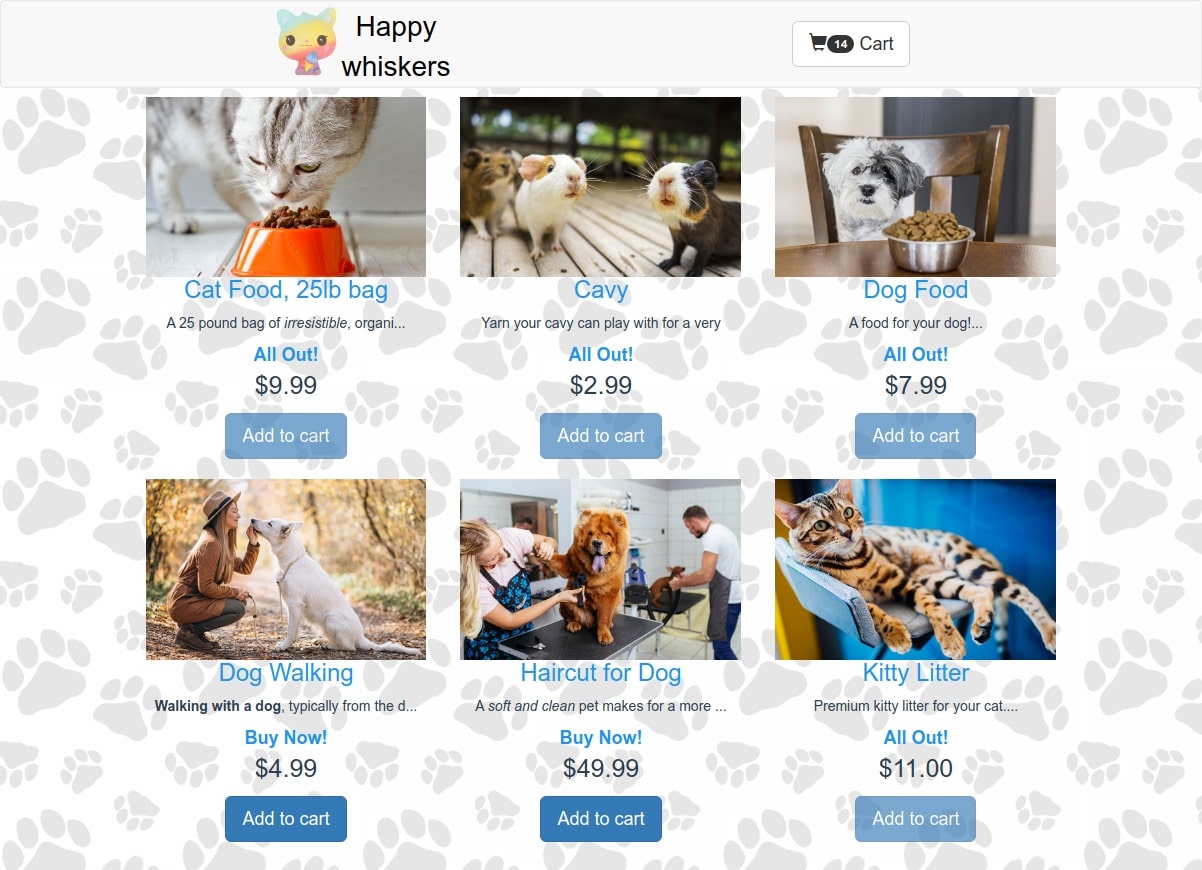 Happy
whiskers
14 Cart
Cat Food, 25lb bag
A 25 pound bag of irresistible, organi...
All Out!
$9.99
Add to cart
Cavy
Yarn your cavy can play with for a very
All Out!
$2.99
Add to cart
Dog Food
A food for your dog!...
All Out!
$7.99
Add to cart
Dog Walking
Walking with a dog, typically from the d...
Buy Now!
$4.99
Add to cart
Haircut for Dog
A soft and clean pet makes for a more ...
Buy Now!
$49.99
Add to cart
Kitty Litter
Premium kitty litter for your cat....
All Out!
$11.00
Add to cart